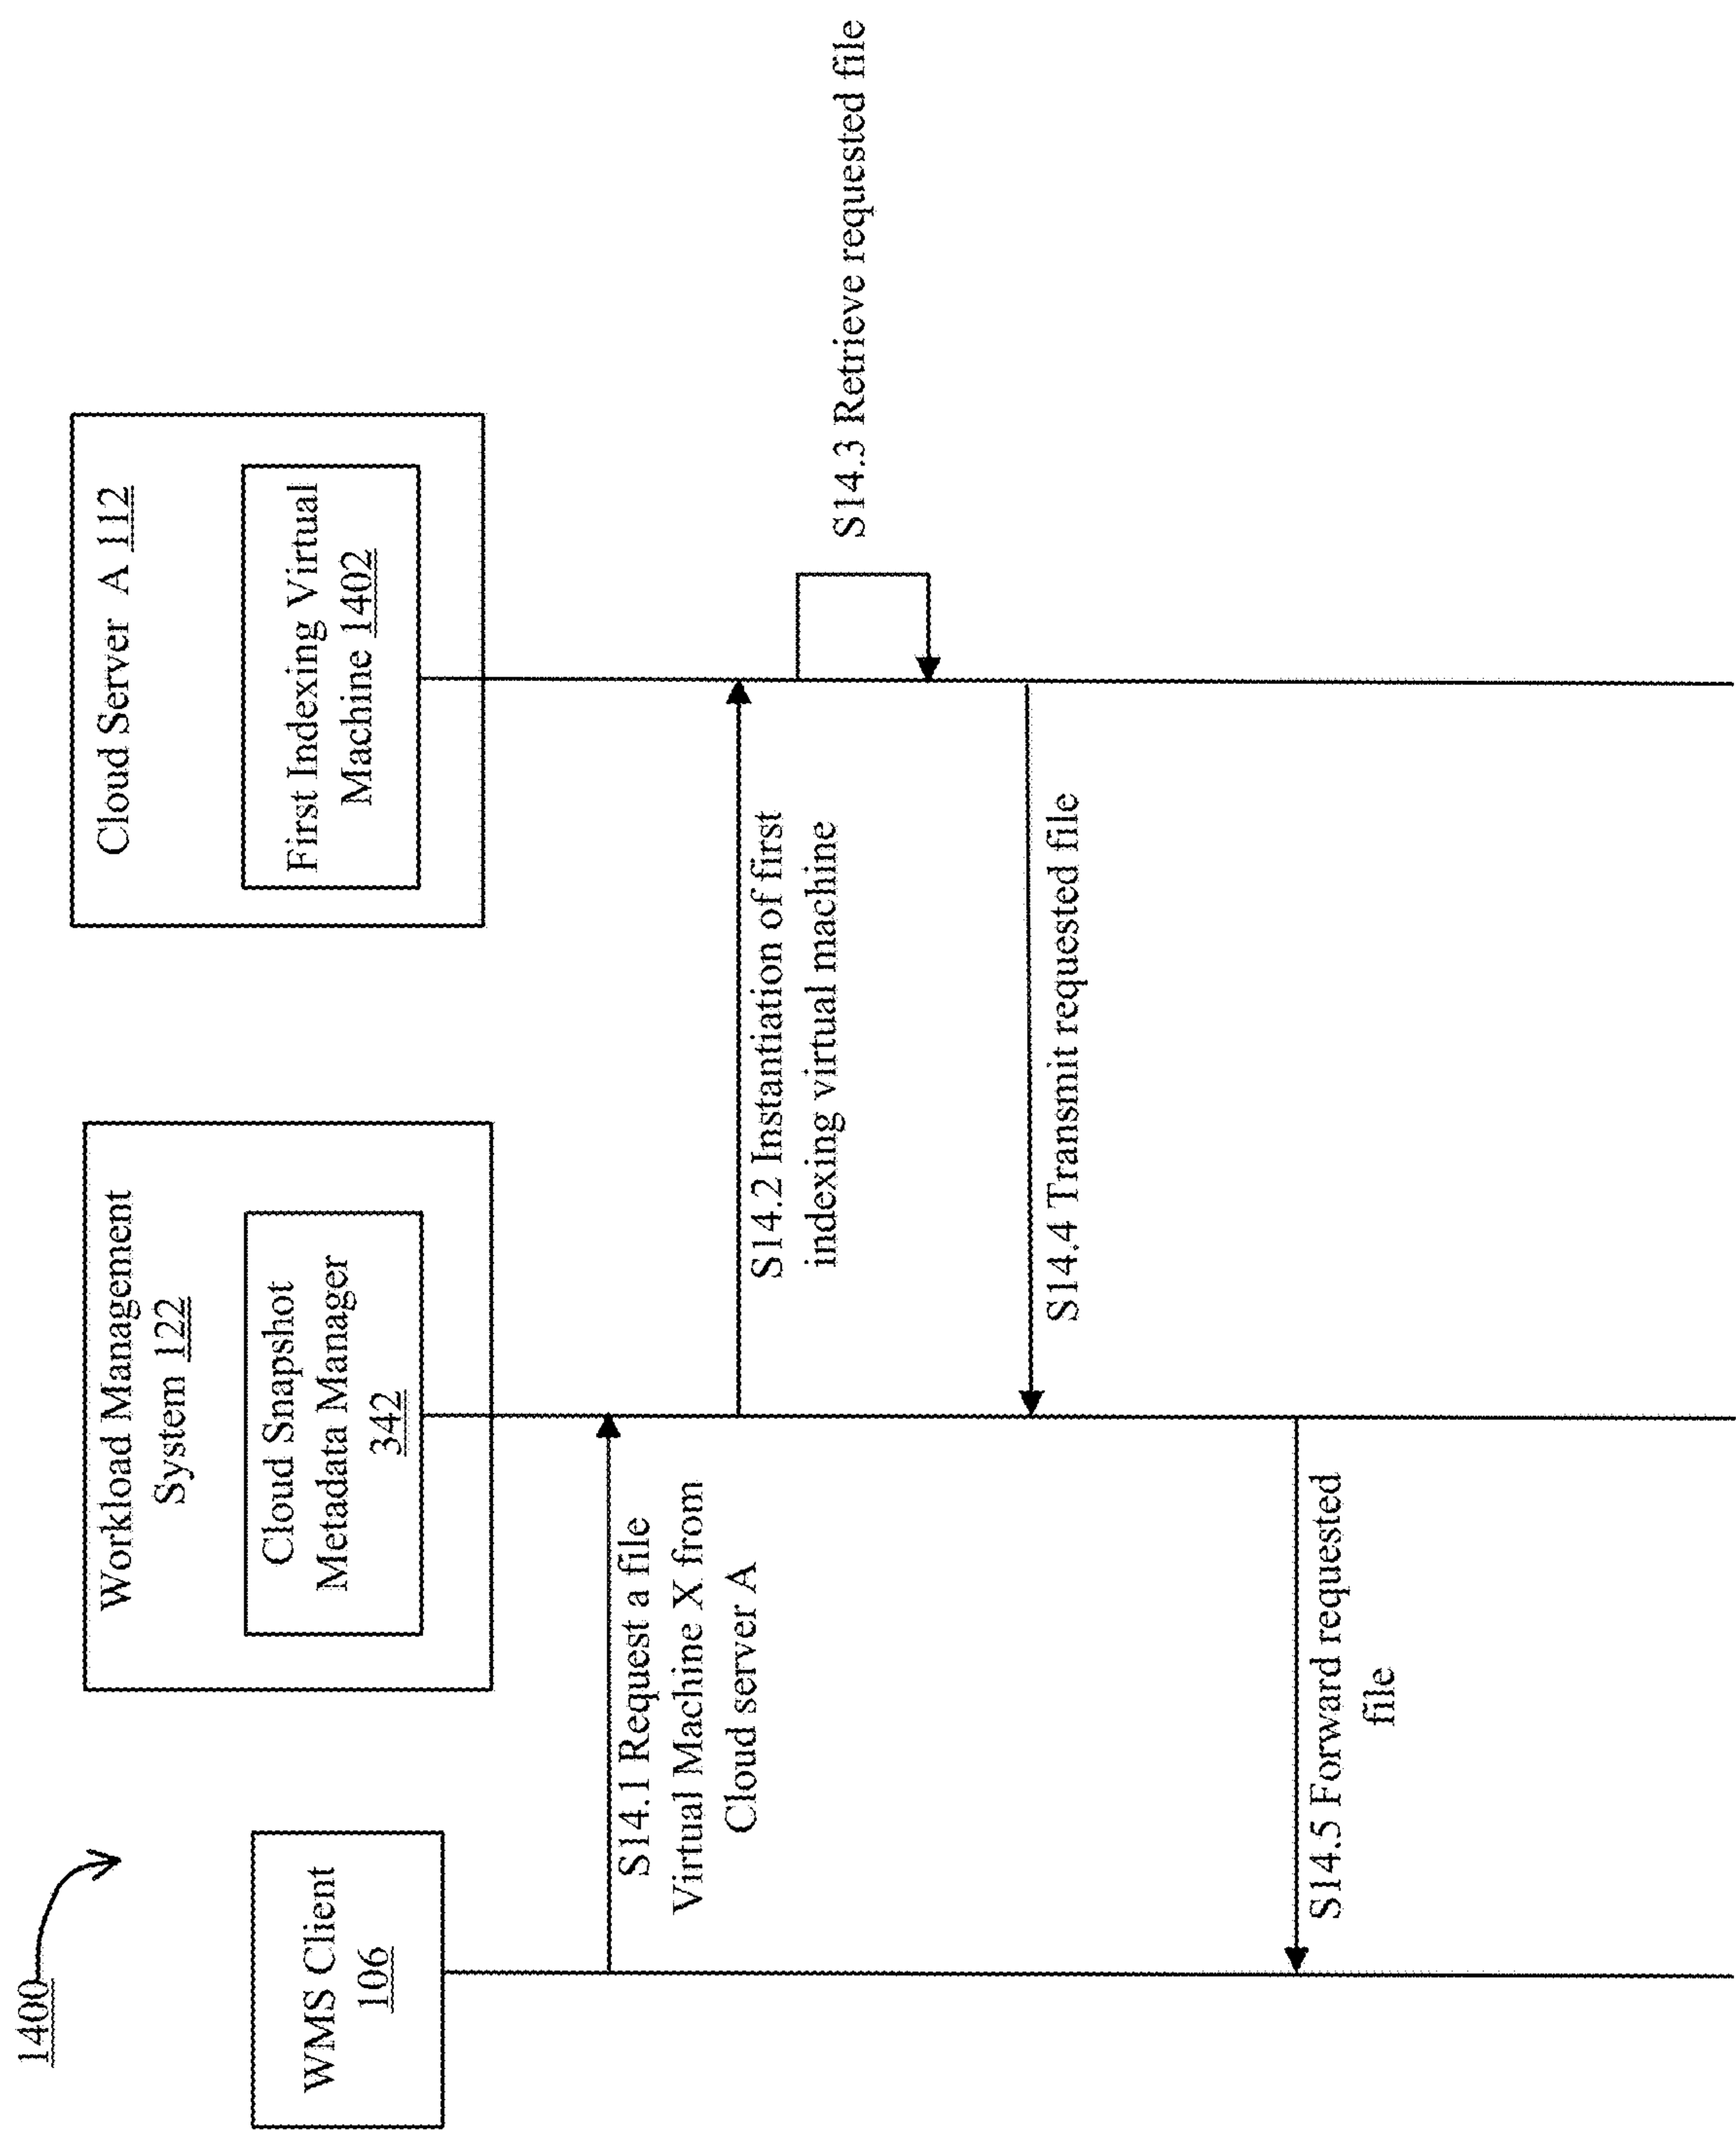 1400
WMS Client
106
Workload Management
System 122
Cloud Snapshot
Metadata Manager
342
Cloud Server A 112
First Indexing Virtual
Machine 1402
S14.1 Request a file
Virtual Machine X from
Cloud server A
S14.2 Instantiation of first
indexing virtual machine
S14.3 Retrieve requested file
S14.4 Transmit requested file
S14.5 Forward requested
file